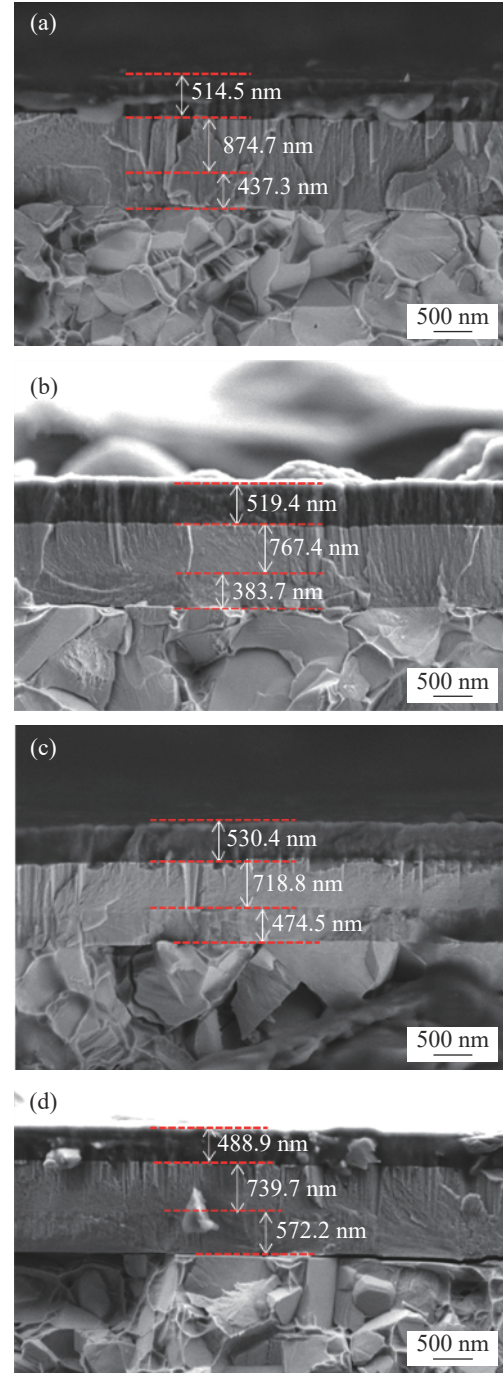 (a)
514.5 nm
874.7 nm
437.3 nm
500 nm
(b)
519.4 nm
767.4 nm
383.7 nm
500 nm
(c)
530.4 nm
718.8 nm
474.5 nm
500 nm
(d)
488.9 nm
739.7 nm
572.2 nm
500 nm